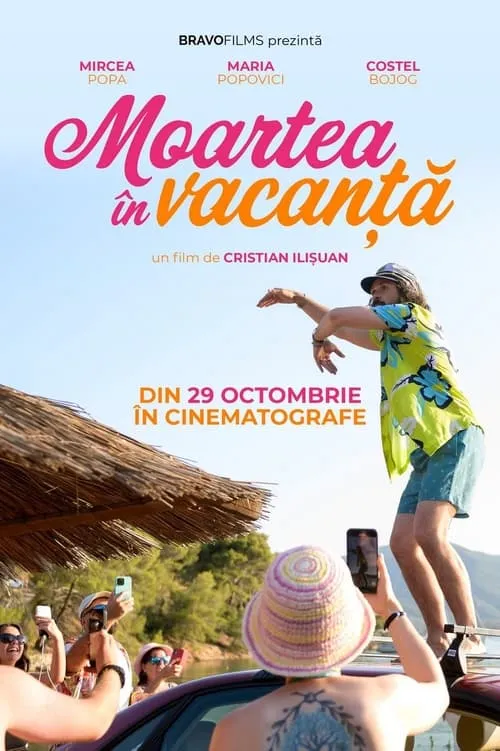 BRAVOFILMS prezintă
MIRCEA POPA
MARIA POPOVICI
COSTEL BOJOG
Moartea
în vacanță
un film de CRISTIAN ILIȘUAN
DIN 29 OCTOMBRIE
ÎN CINEMATOGRAFE